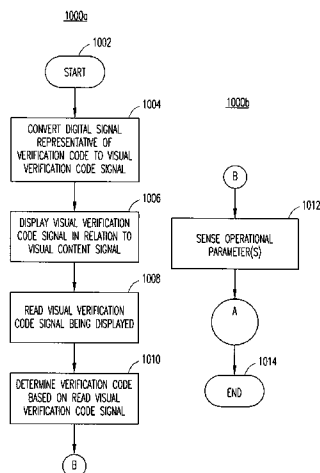 1000a
1002
START
1004
CONVERT DIGITAL SIGNAL
REPRESENTATIVE OF
VERIFICATION CODE TO VISUAL
VERIFICATION CODE SIGNAL
1006
DISPLAY VISUAL VERIFICATION
CODE SIGNAL IN RELATION TO
VISUAL CONTENT SIGNAL
1008
READ VISUAL VERIFICATION
CODE SIGNAL BEING DISPLAYED
1010
DETERMINE VERIFICATION CODE
BASED ON READ VISUAL
VERIFICATION CODE SIGNAL
B
1000b
B
1012
SENSE OPERATIONAL
PARAMETER(S)
A
1014
END